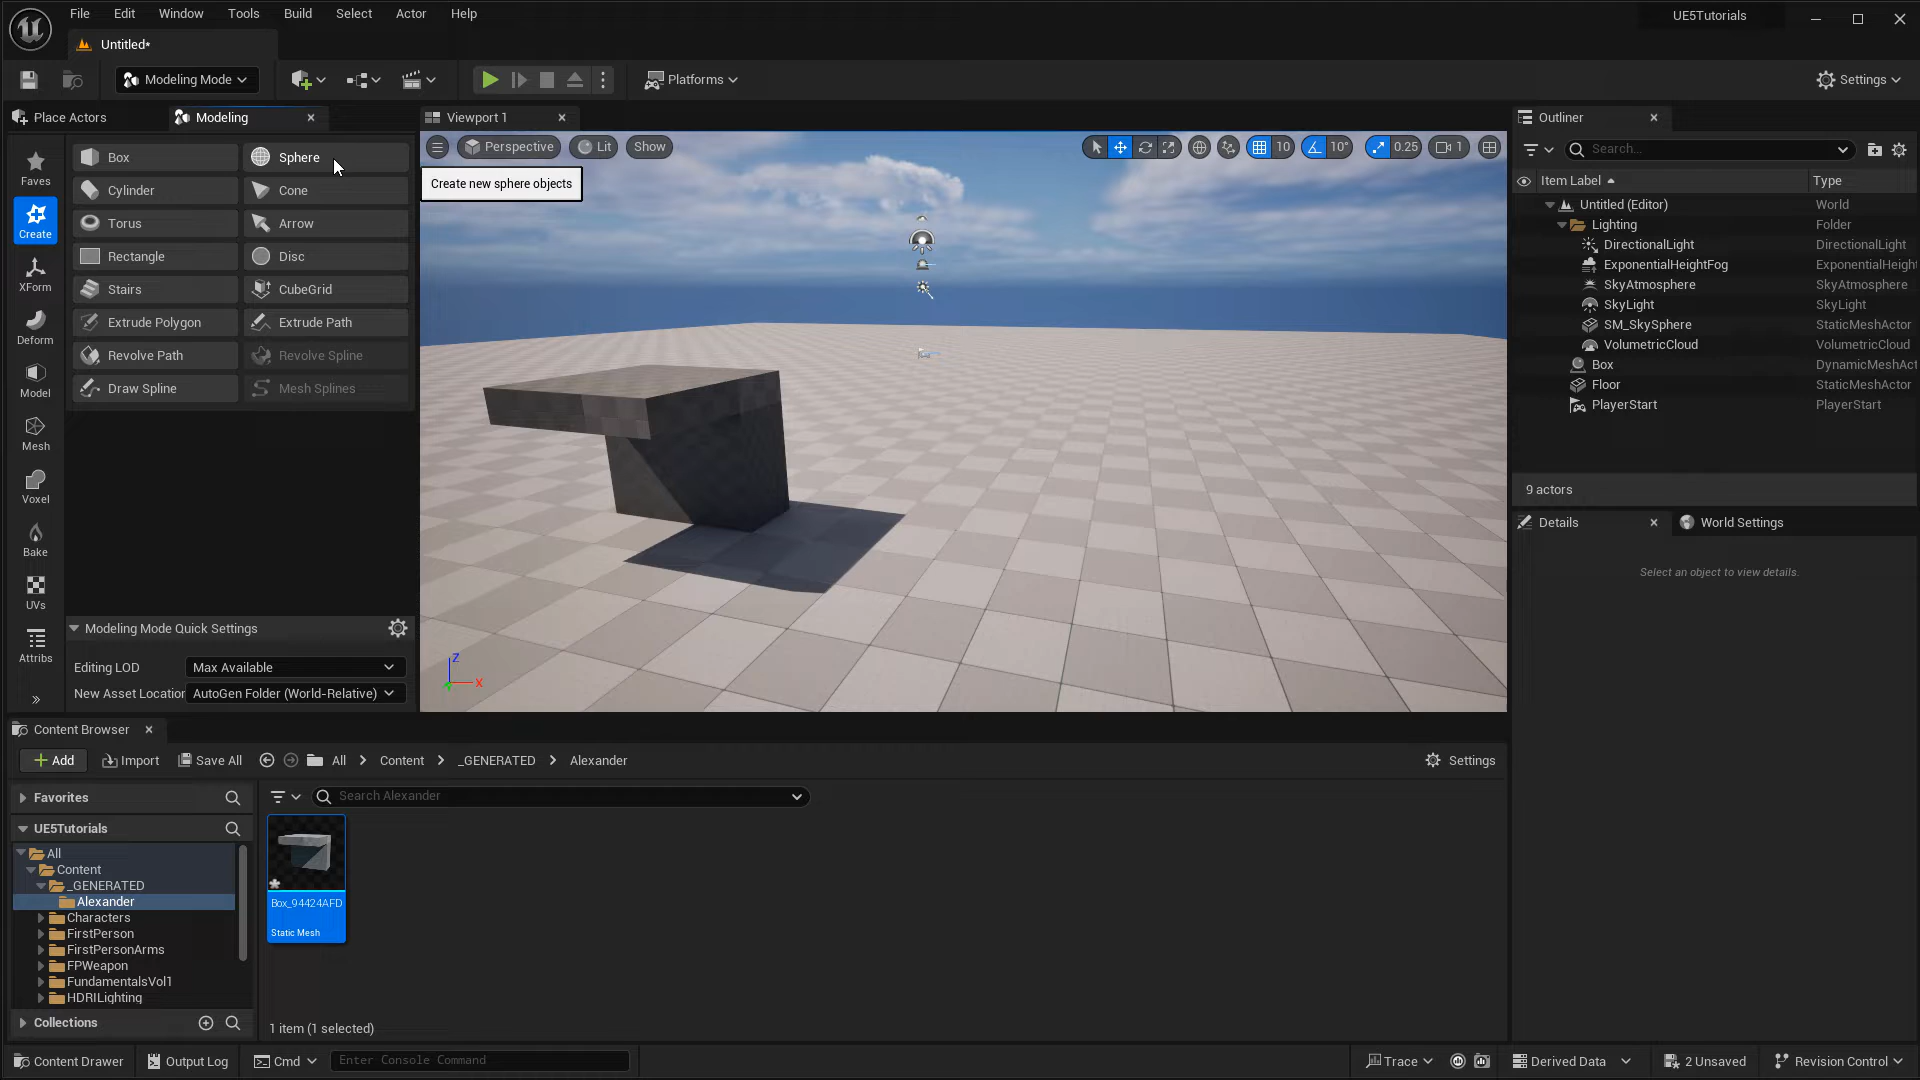 File Edit Window Tools Build Select Actor Help
UE5Tutorials
Untitled*
Modeling Mode
Platforms
Settings
Place Actors
Modeling
Viewport 1
Outliner
Faves
Create
XForm
Deform
Model
Mesh
Voxel
Bake
UVs
Attribs
Box
Sphere
Cylinder
Cone
Torus
Arrow
Rectangle
Disc
Stairs
CubeGrid
Extrude Polygon
Extrude Path
Revolve Path
Revolve Spline
Draw Spline
Mesh Splines
Modeling Mode Quick Settings
Editing LOD
Max Available
New Asset Location
AutoGen Folder (World-Relative)
Perspective
Lit
Show
10
10°
0.25
1
Create new sphere objects
Z
X
Search...
Item Label
Type
Untitled (Editor) World
Lighting Folder
DirectionalLight DirectionalLight
ExponentialHeightFog ExponentialHeight
SkyAtmosphere SkyAtmosphere
SkyLight SkyLight
SM_SkySphere StaticMeshActor
VolumetricCloud VolumetricCloud
Box DynamicMeshAct
Floor StaticMeshActor
PlayerStart PlayerStart
9 actors
Details
World Settings
Select an object to view details.
Content Browser
Add
Import
Save All
All
Content
_GENERATED
Alexander
Settings
Favorites
UE5Tutorials
All
Content
_GENERATED
Alexander
Characters
FirstPerson
FirstPersonArms
FPWeapon
FundamentalsVol1
HDRILighting
Collections
Search Alexander
Box_94424AFD
Static Mesh
1 item (1 selected)
Content Drawer
Output Log
Cmd
Enter Console Command
Trace
Derived Data
2 Unsaved
Revision Control